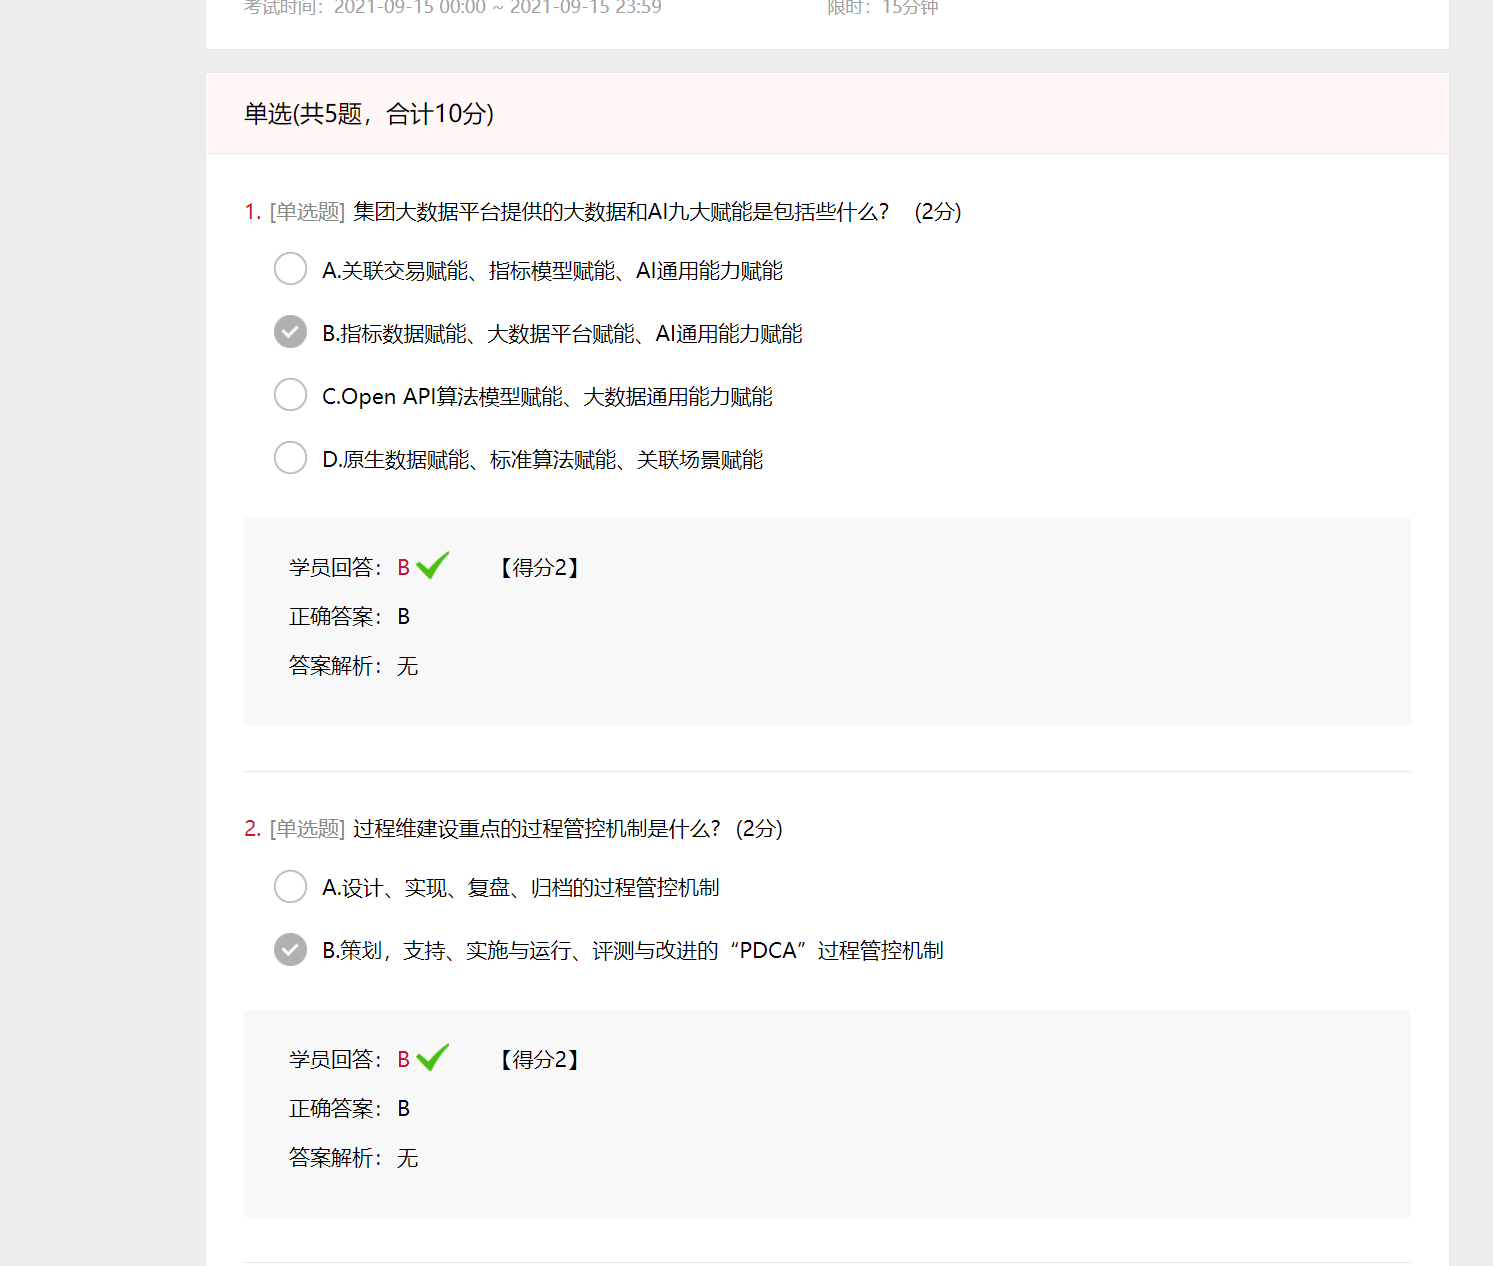 考试时间：2021-09-15 00:00 ~ 2021-09-15 23:59 限时：15分钟
单选(共5题，合计10分)
1. [单选题] 集团大数据平台提供的大数据和AI九大赋能是包括些什么？ (2分)
A.关联交易赋能、指标模型赋能、AI通用能力赋能
B.指标数据赋能、大数据平台赋能、AI通用能力赋能
C.Open API算法模型赋能、大数据通用能力赋能
D.原生数据赋能、标准算法赋能、关联场景赋能
学员回答： B 【得分2】
正确答案： B
答案解析： 无
2. [单选题] 过程维建设重点的过程管控机制是什么？ (2分)
A.设计、实现、复盘、归档的过程管控机制
B.策划，支持、实施与运行、评测与改进的“PDCA”过程管控机制
学员回答： B 【得分2】
正确答案： B
答案解析： 无